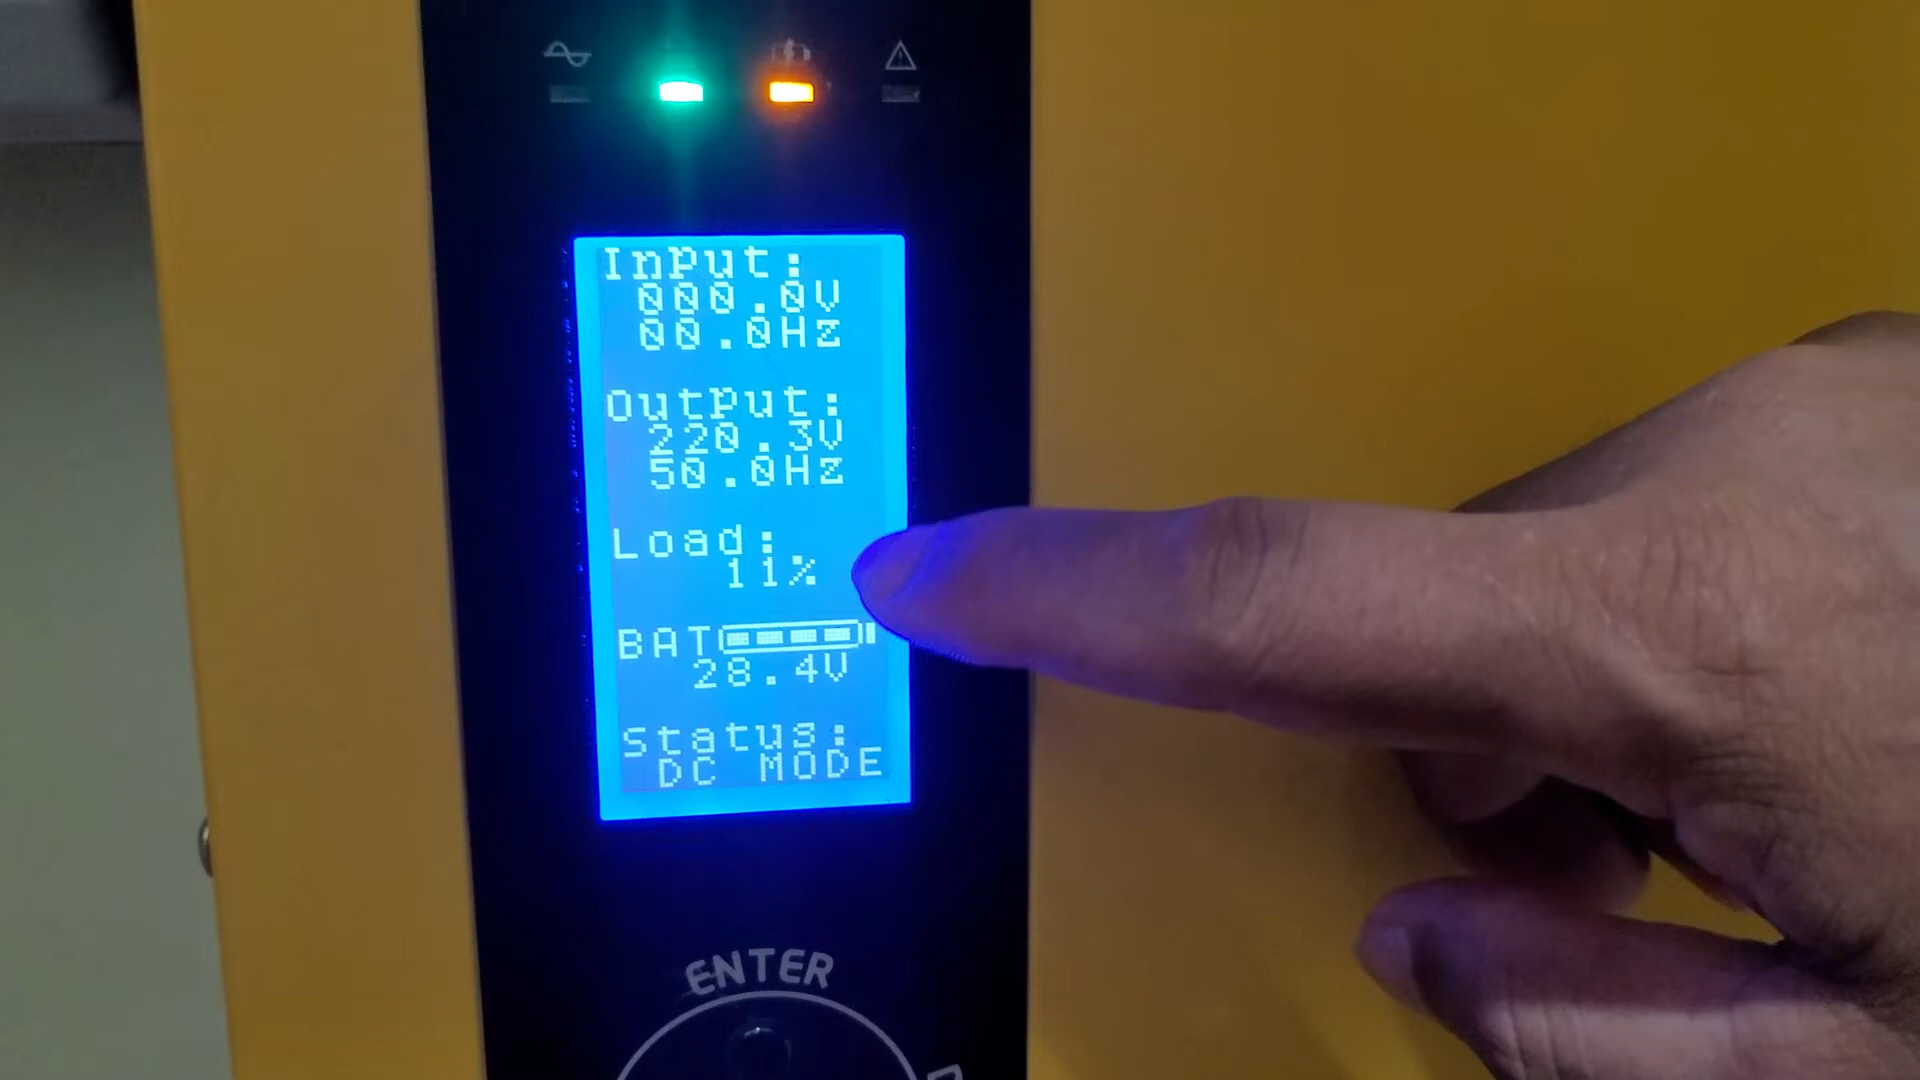 Input:
000.0V
00.0Hz
Output:
220.3V
50.0Hz
Load:
11%
BAT
28.4V
Status:
DC MODE
ENTER